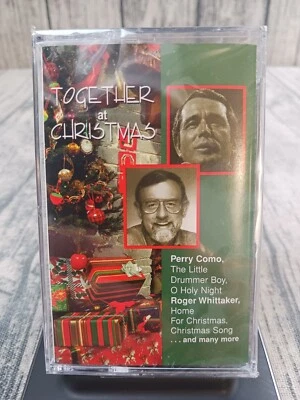 TOGETHER
at
CHRISTMAS
Perry Como,
The Little
Drummer Boy,
O Holy Night
Roger Whittaker,
Home
For Christmas,
Christmas Song
. . . and many more